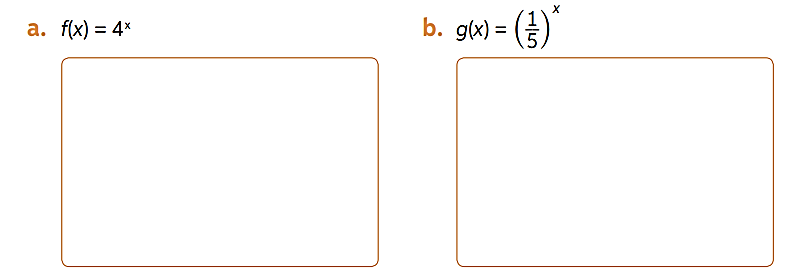 a. f(x) = 4ˣ
b. g(x) = (1/5)ˣ